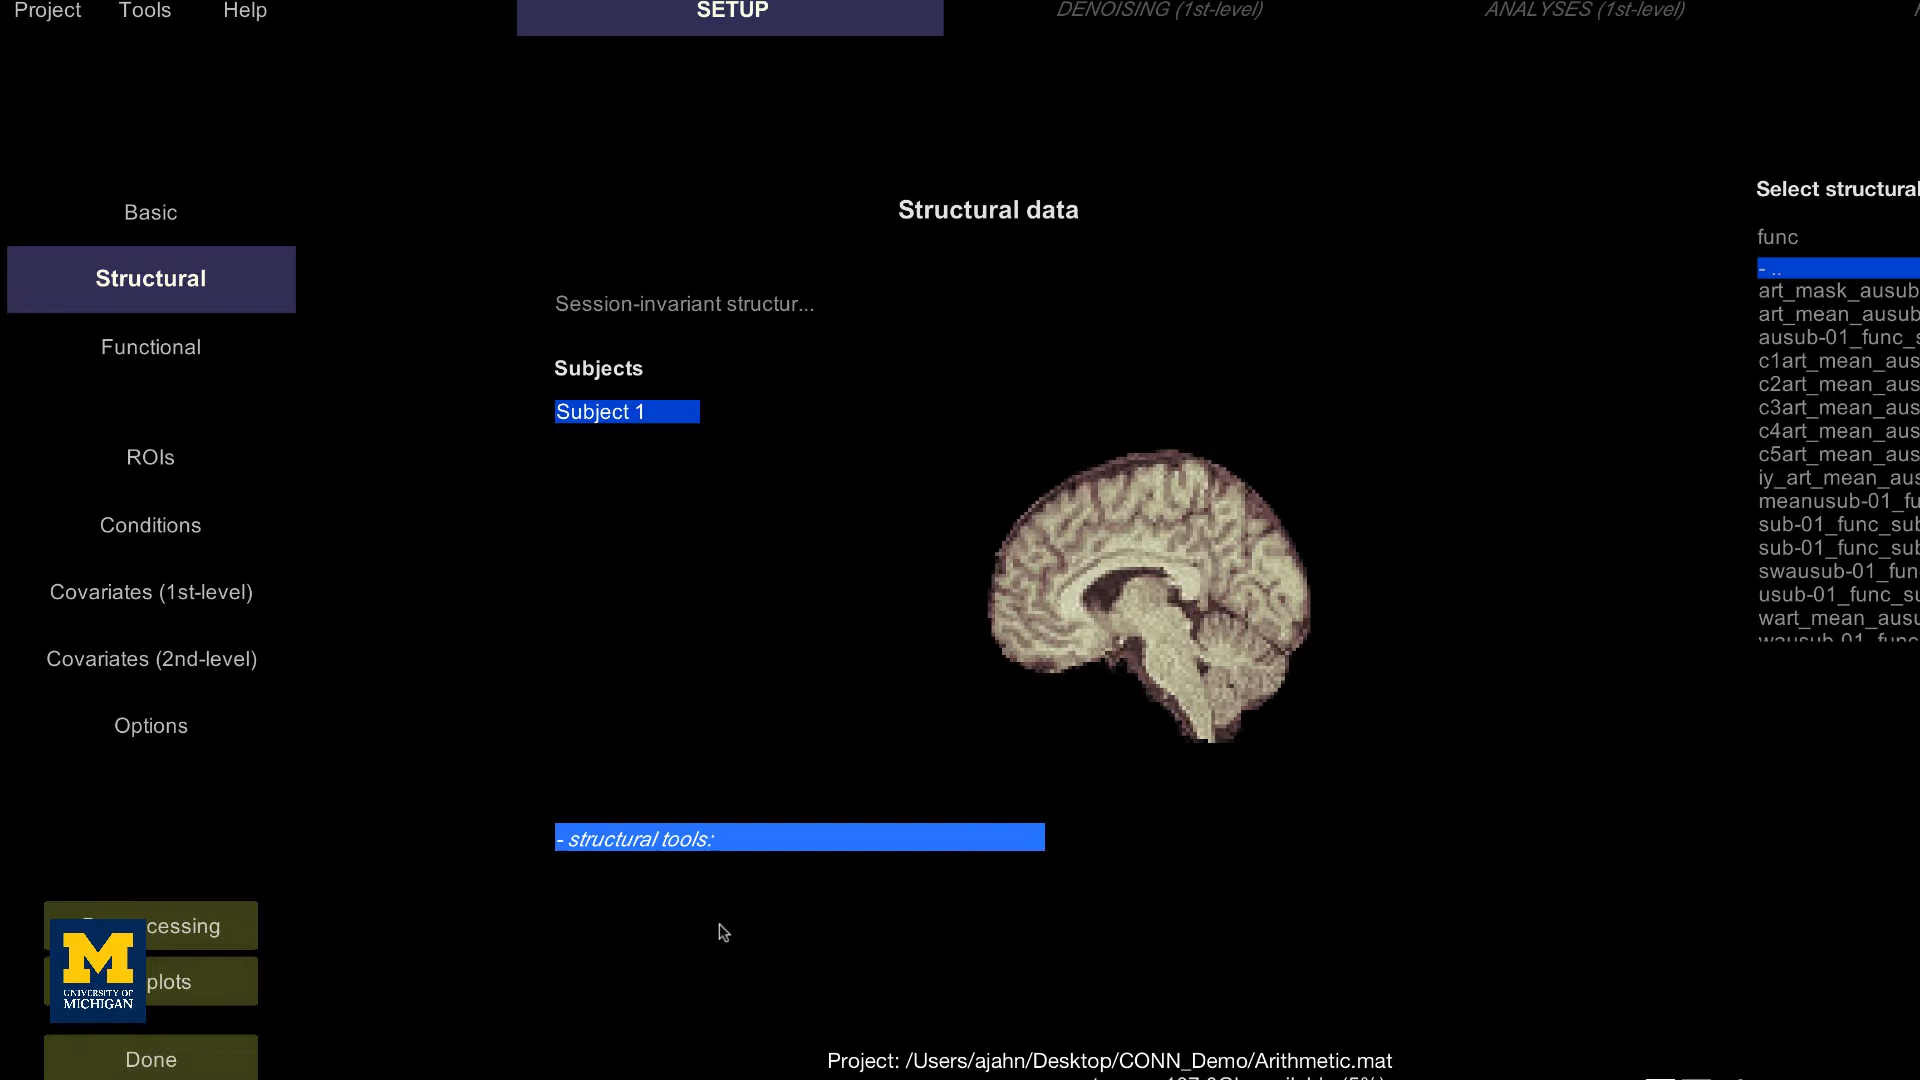 Project Tools Help
SETUP
DENOISING (1st-level)
ANALYSES (1st-level)
Basic
Structural
Functional
ROIs
Conditions
Covariates (1st-level)
Covariates (2nd-level)
Options
cessing
plots
Done
UNIVERSITY OF
MICHIGAN
Structural data
Session-invariant structur...
Subjects
Subject 1
- structural tools:
Select structural
func
- ..
art_mask_ausub
art_mean_ausub
ausub-01_func_s
c1art_mean_aus
c2art_mean_aus
c3art_mean_aus
c4art_mean_aus
c5art_mean_aus
iy_art_mean_aus
meanusub-01_fu
sub-01_func_sub
sub-01_func_sub
swausub-01_fun
usub-01_func_su
wart_mean_ausu
wausub-01_func
Project: /Users/ajahn/Desktop/CONN_Demo/Arithmetic.mat